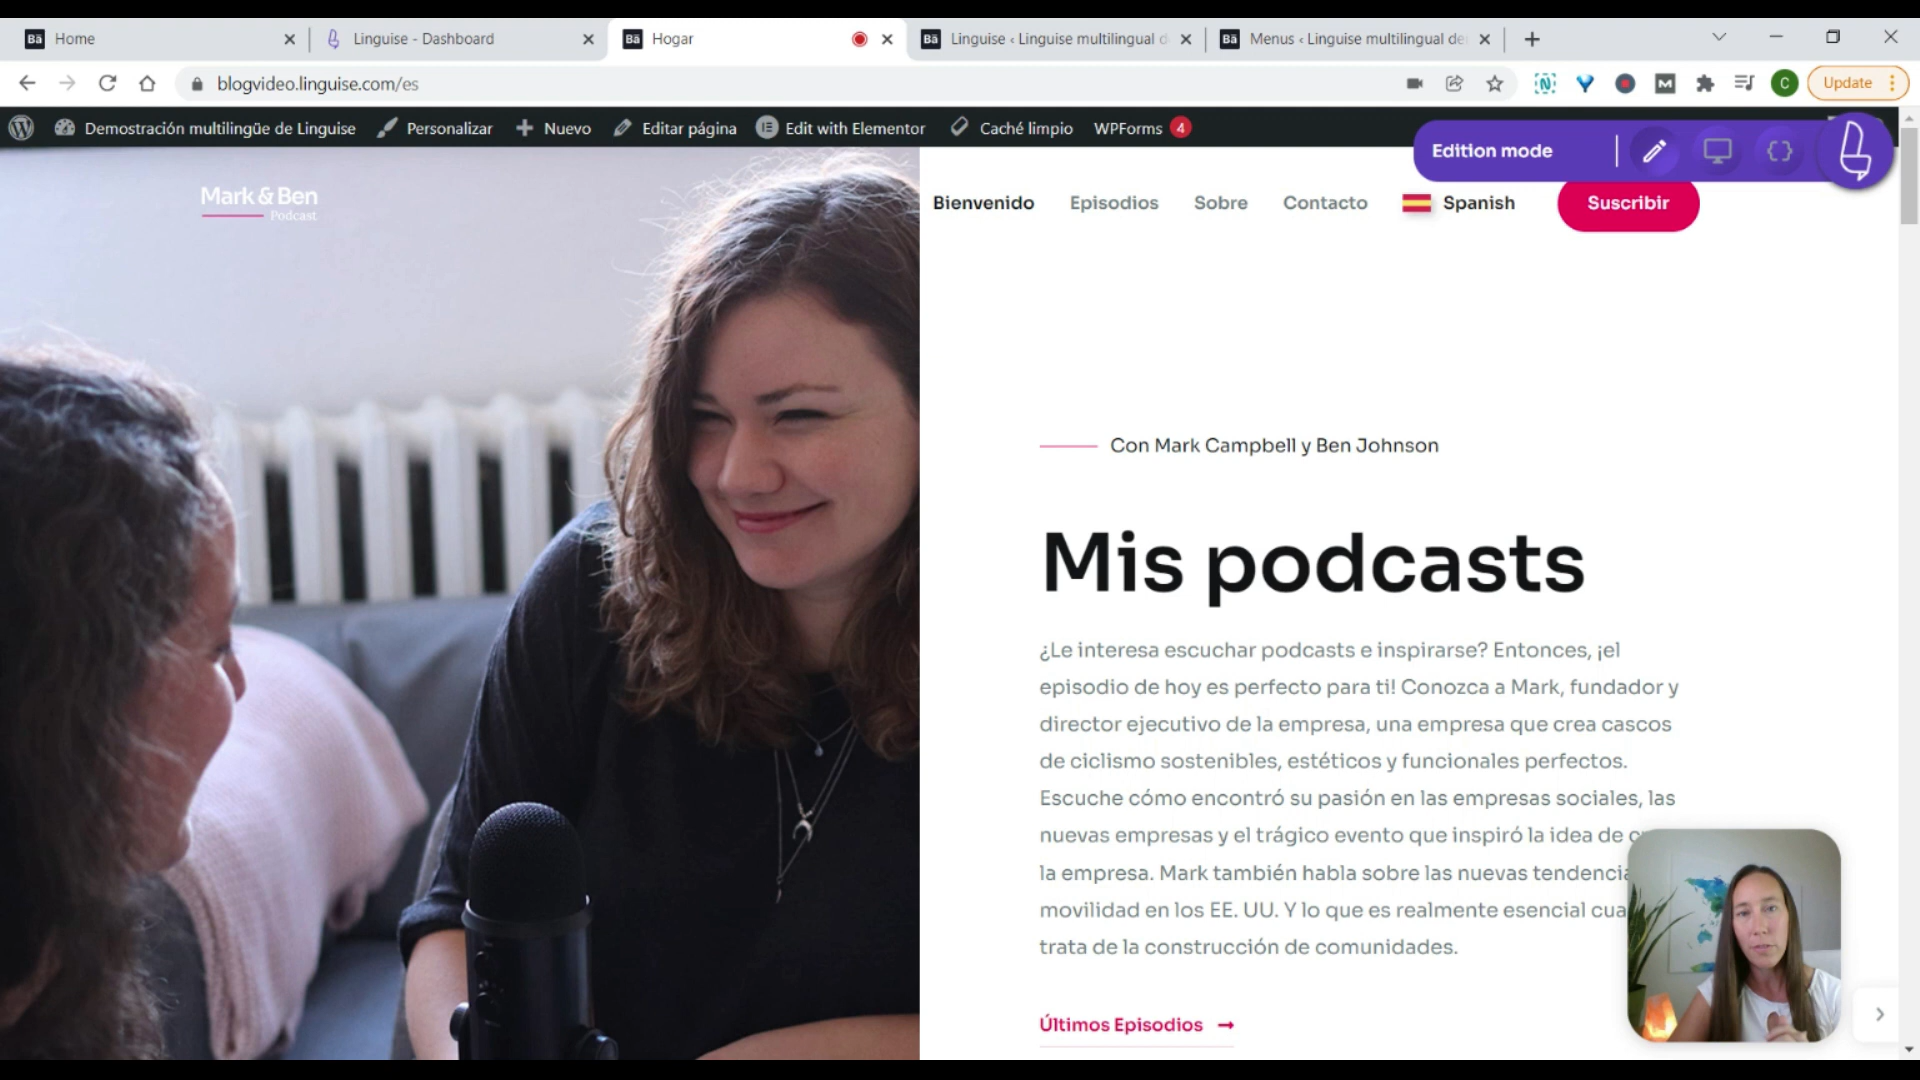 Home
Linguise - Dashboard
Hogar
Linguise ‹ Linguise multilingual d
Menus ‹ Linguise multilingual de
blogvideo.linguise.com/es
Update
Demostración multilingüe de Linguise
Personalizar
Nuevo
Editar página
Edit with Elementor
Caché limpio
WPForms 4
Edition mode
Mark & Ben
Podcast
Bienvenido
Episodios
Sobre
Contacto
Spanish
Suscribir
Con Mark Campbell y Ben Johnson
Mis podcasts
¿Le interesa escuchar podcasts e inspirarse? Entonces, ¡el
episodio de hoy es perfecto para ti! Conozca a Mark, fundador y
director ejecutivo de la empresa, una empresa que crea cascos
de ciclismo sostenibles, estéticos y funcionales perfectos.
Escuche cómo encontró su pasión en las empresas sociales, las
nuevas empresas y el trágico evento que inspiró la idea de
la empresa. Mark también habla sobre las nuevas
movilidad en los EE. UU. Y lo que es realmente esencial
trata de la construcción de comunidades.
Últimos Episodios →